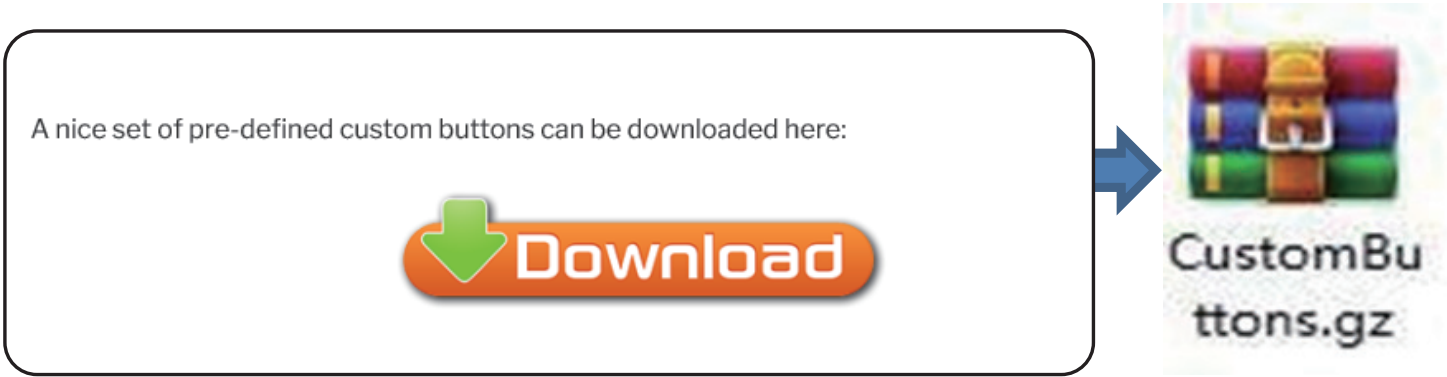 A nice set of pre-defined custom buttons can be downloaded here:
Download
CustomBu
ttons.gz